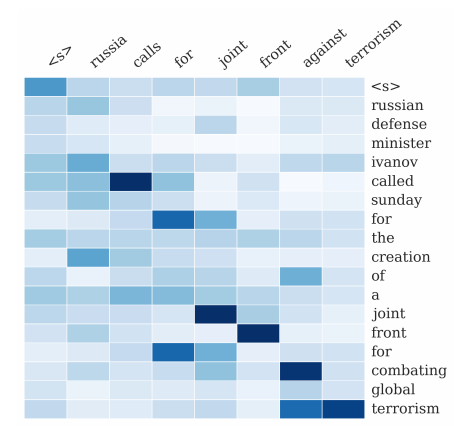 <s> russia calls for joint front against terrorism
<s>
russian
defense
minister
ivanov
called
sunday
for
the
creation
of
a
joint
front
for
combating
global
terrorism